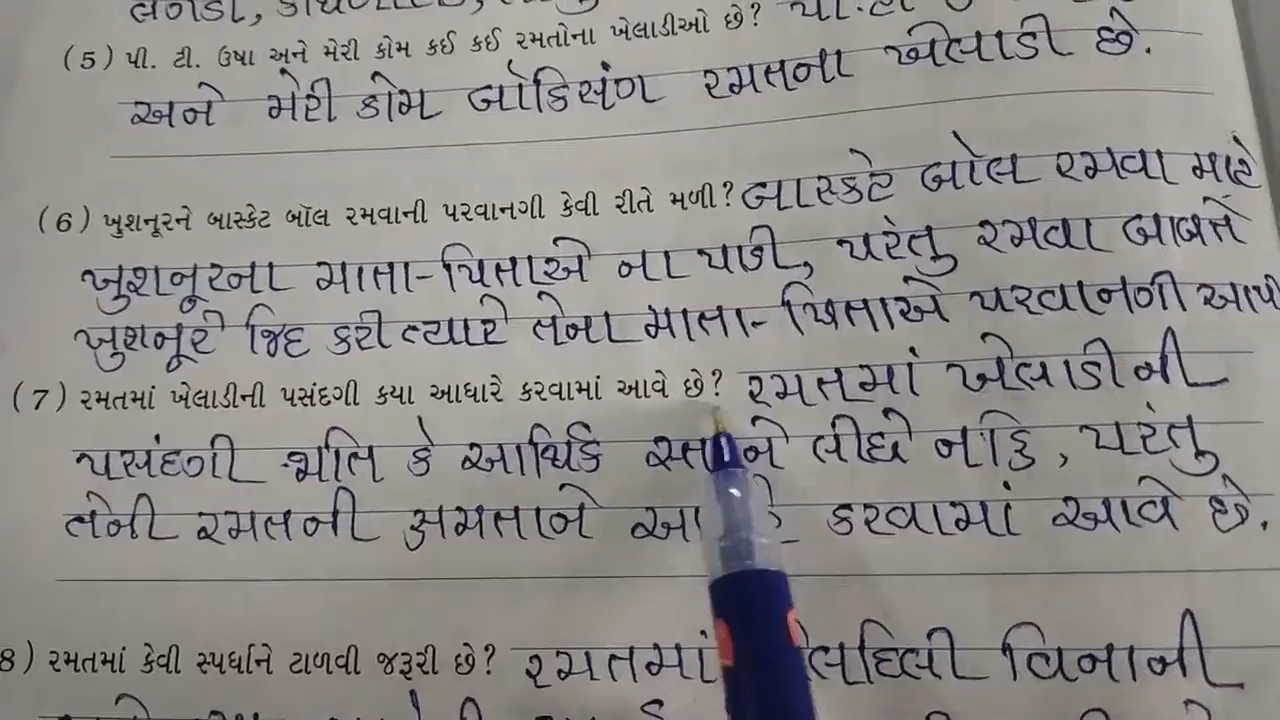 લંગડી,
(5) પી. ટી. ઉષા અને મેરી કોમ કઈ કઈ રમતોના ખેલાડીઓ છે? પી.ટી
અને મેરી કોમ બોકિસંગ રમતના ખેલાડી છે.
(6) ખુશનૂરને બાસ્કેટ બૉલ રમવાની પરવાનગી કેવી રીતે મળી? બાસ્કેટ બોલ રમવા માટે
ખુશનૂરના માતા-પિતાએ ના પાડી, પરંતુ રમવા બાબતે
ખુશનૂરે જિદ કરી ત્યારે તેના માતા-પિતાએ પરવાનગી આપી
(7) રમતમાં ખેલાડીની પસંદગી કયા આધારે કરવામાં આવે છે? રમતમાં ખેલાડીની
પસંદગી જાતિ કે આર્થિક લીધે નહિ, પરંતુ
તેની રમતની ક્ષમતાને કરવામાં આવે છે.
8) રમતમાં કેવી સ્પર્ધાને ટાળવી જરૂરી છે? રમતમાં ખેલદિલી વિનાની